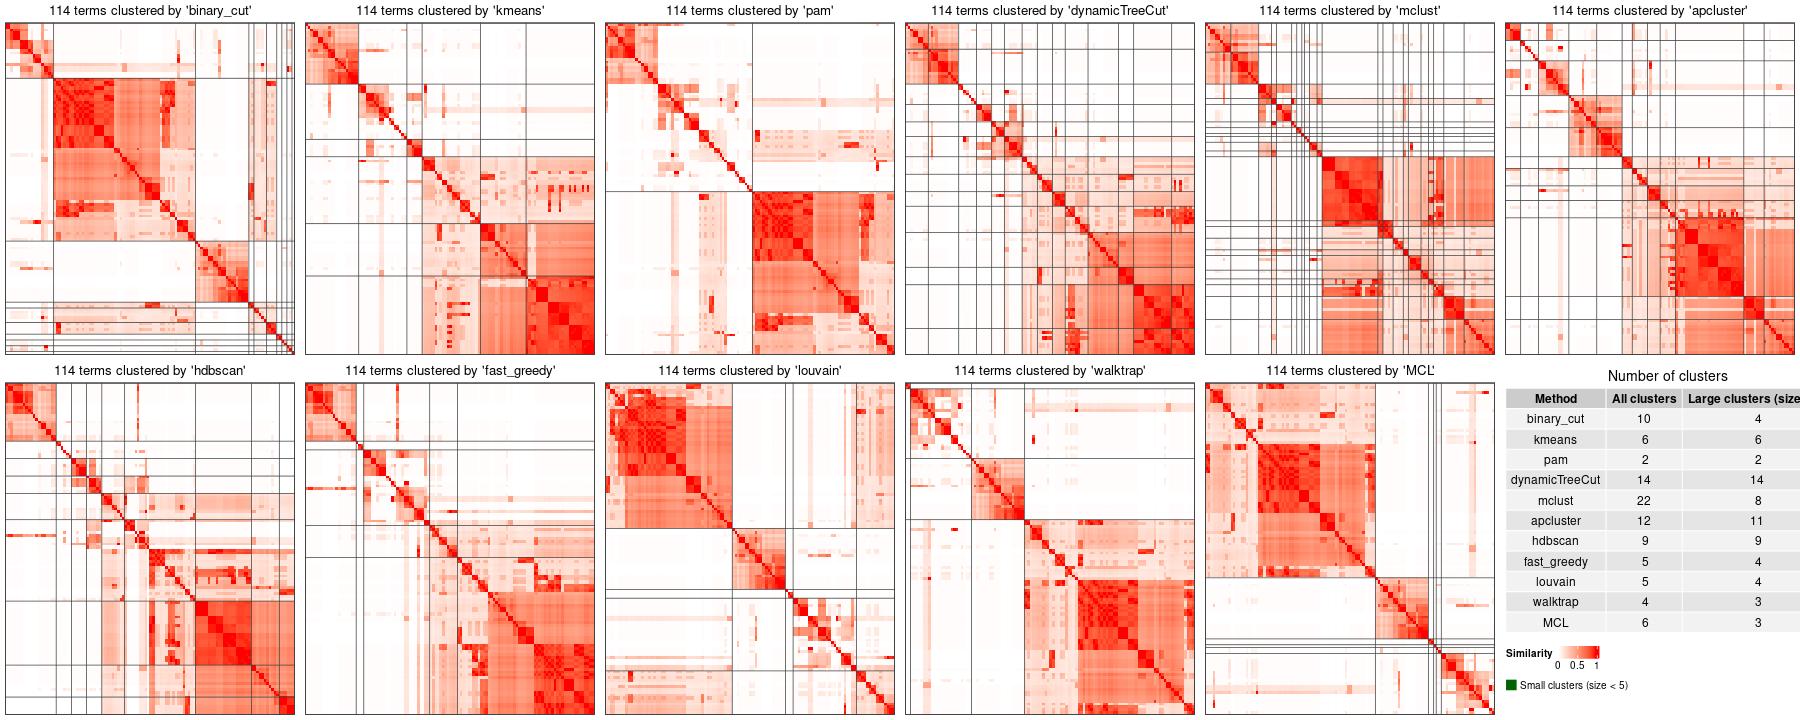 114 terms clustered by 'binary_cut'
114 terms clustered by 'kmeans'
114 terms clustered by 'pam'
114 terms clustered by 'dynamicTreeCut'
114 terms clustered by 'mclust'
114 terms clustered by 'apcluster'
114 terms clustered by 'hdbscan'
114 terms clustered by 'fast_greedy'
114 terms clustered by 'louvain'
114 terms clustered by 'walktrap'
114 terms clustered by 'MCL'
Number of clusters
Method All clusters Large clusters (size
binary_cut 10 4
kmeans 6 6
pam 2 2
dynamicTreeCut 14 14
mclust 22 8
apcluster 12 11
hdbscan 9 9
fast_greedy 5 4
louvain 5 4
walktrap 4 3
MCL 6 3
Similarity
0 0.5 1
Small clusters (size < 5)